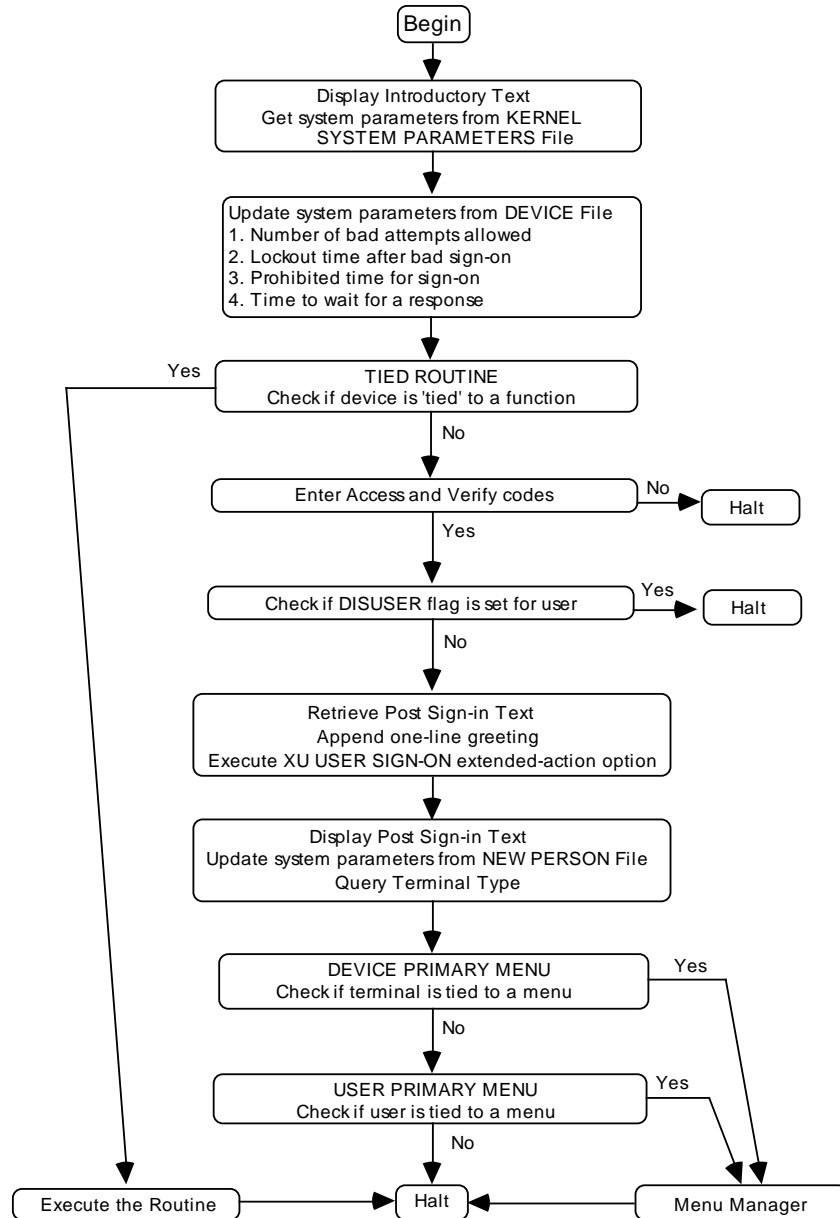 Begin
Display Introductory Text
Get system parameters from KERNEL
SYSTEM PARAMETERS File
Update system parameters from DEVICE File
1. Number of bad attempts allowed
2. Lockout time after bad sign-on
3. Prohibited time for sign-on
4. Time to wait for a response
Yes
TIED ROUTINE
Check if device is 'tied' to a function
No
Enter Access and Verify codes
No
Halt
Yes
Check if DISUSER flag is set for user
Yes
Halt
No
Retrieve Post Sign-in Text
Append one-line greeting
Execute XU USER SIGN-ON extended-action option
Display Post Sign-in Text
Update system parameters from NEW PERSON File
Query Terminal Type
DEVICE PRIMARY MENU
Check if terminal is tied to a menu
Yes
No
USER PRIMARY MENU
Check if user is tied to a menu
Yes
No
Execute the Routine
Halt
Menu Manager